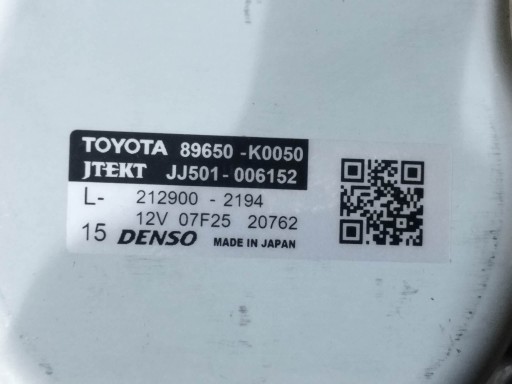 TOYOTA 89650 -K0050
JTEKT JJ501-006152
L- 212900 - 2194
12V 07F25 20762
15 DENSO MADE IN JAPAN